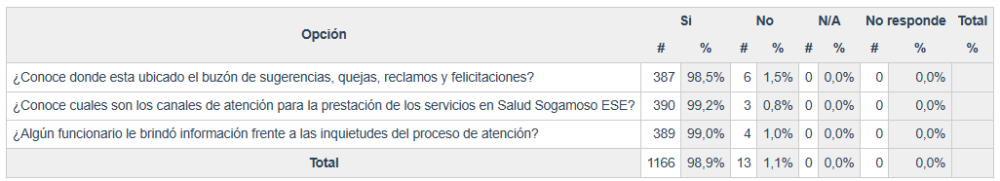 Opción Si No N/A No responde Total
# % # % # % # % %
¿Conoce donde esta ubicado el buzón de sugerencias, quejas, reclamos y felicitaciones? 387 98,5% 6 1,5% 0 0,0% 0 0,0%
¿Conoce cuales son los canales de atención para la prestación de los servicios en Salud Sogamoso ESE? 390 99,2% 3 0,8% 0 0,0% 0 0,0%
¿Algún funcionario le brindó información frente a las inquietudes del proceso de atención? 389 99,0% 4 1,0% 0 0,0% 0 0,0%
Total 1166 98,9% 13 1,1% 0 0,0% 0 0,0%